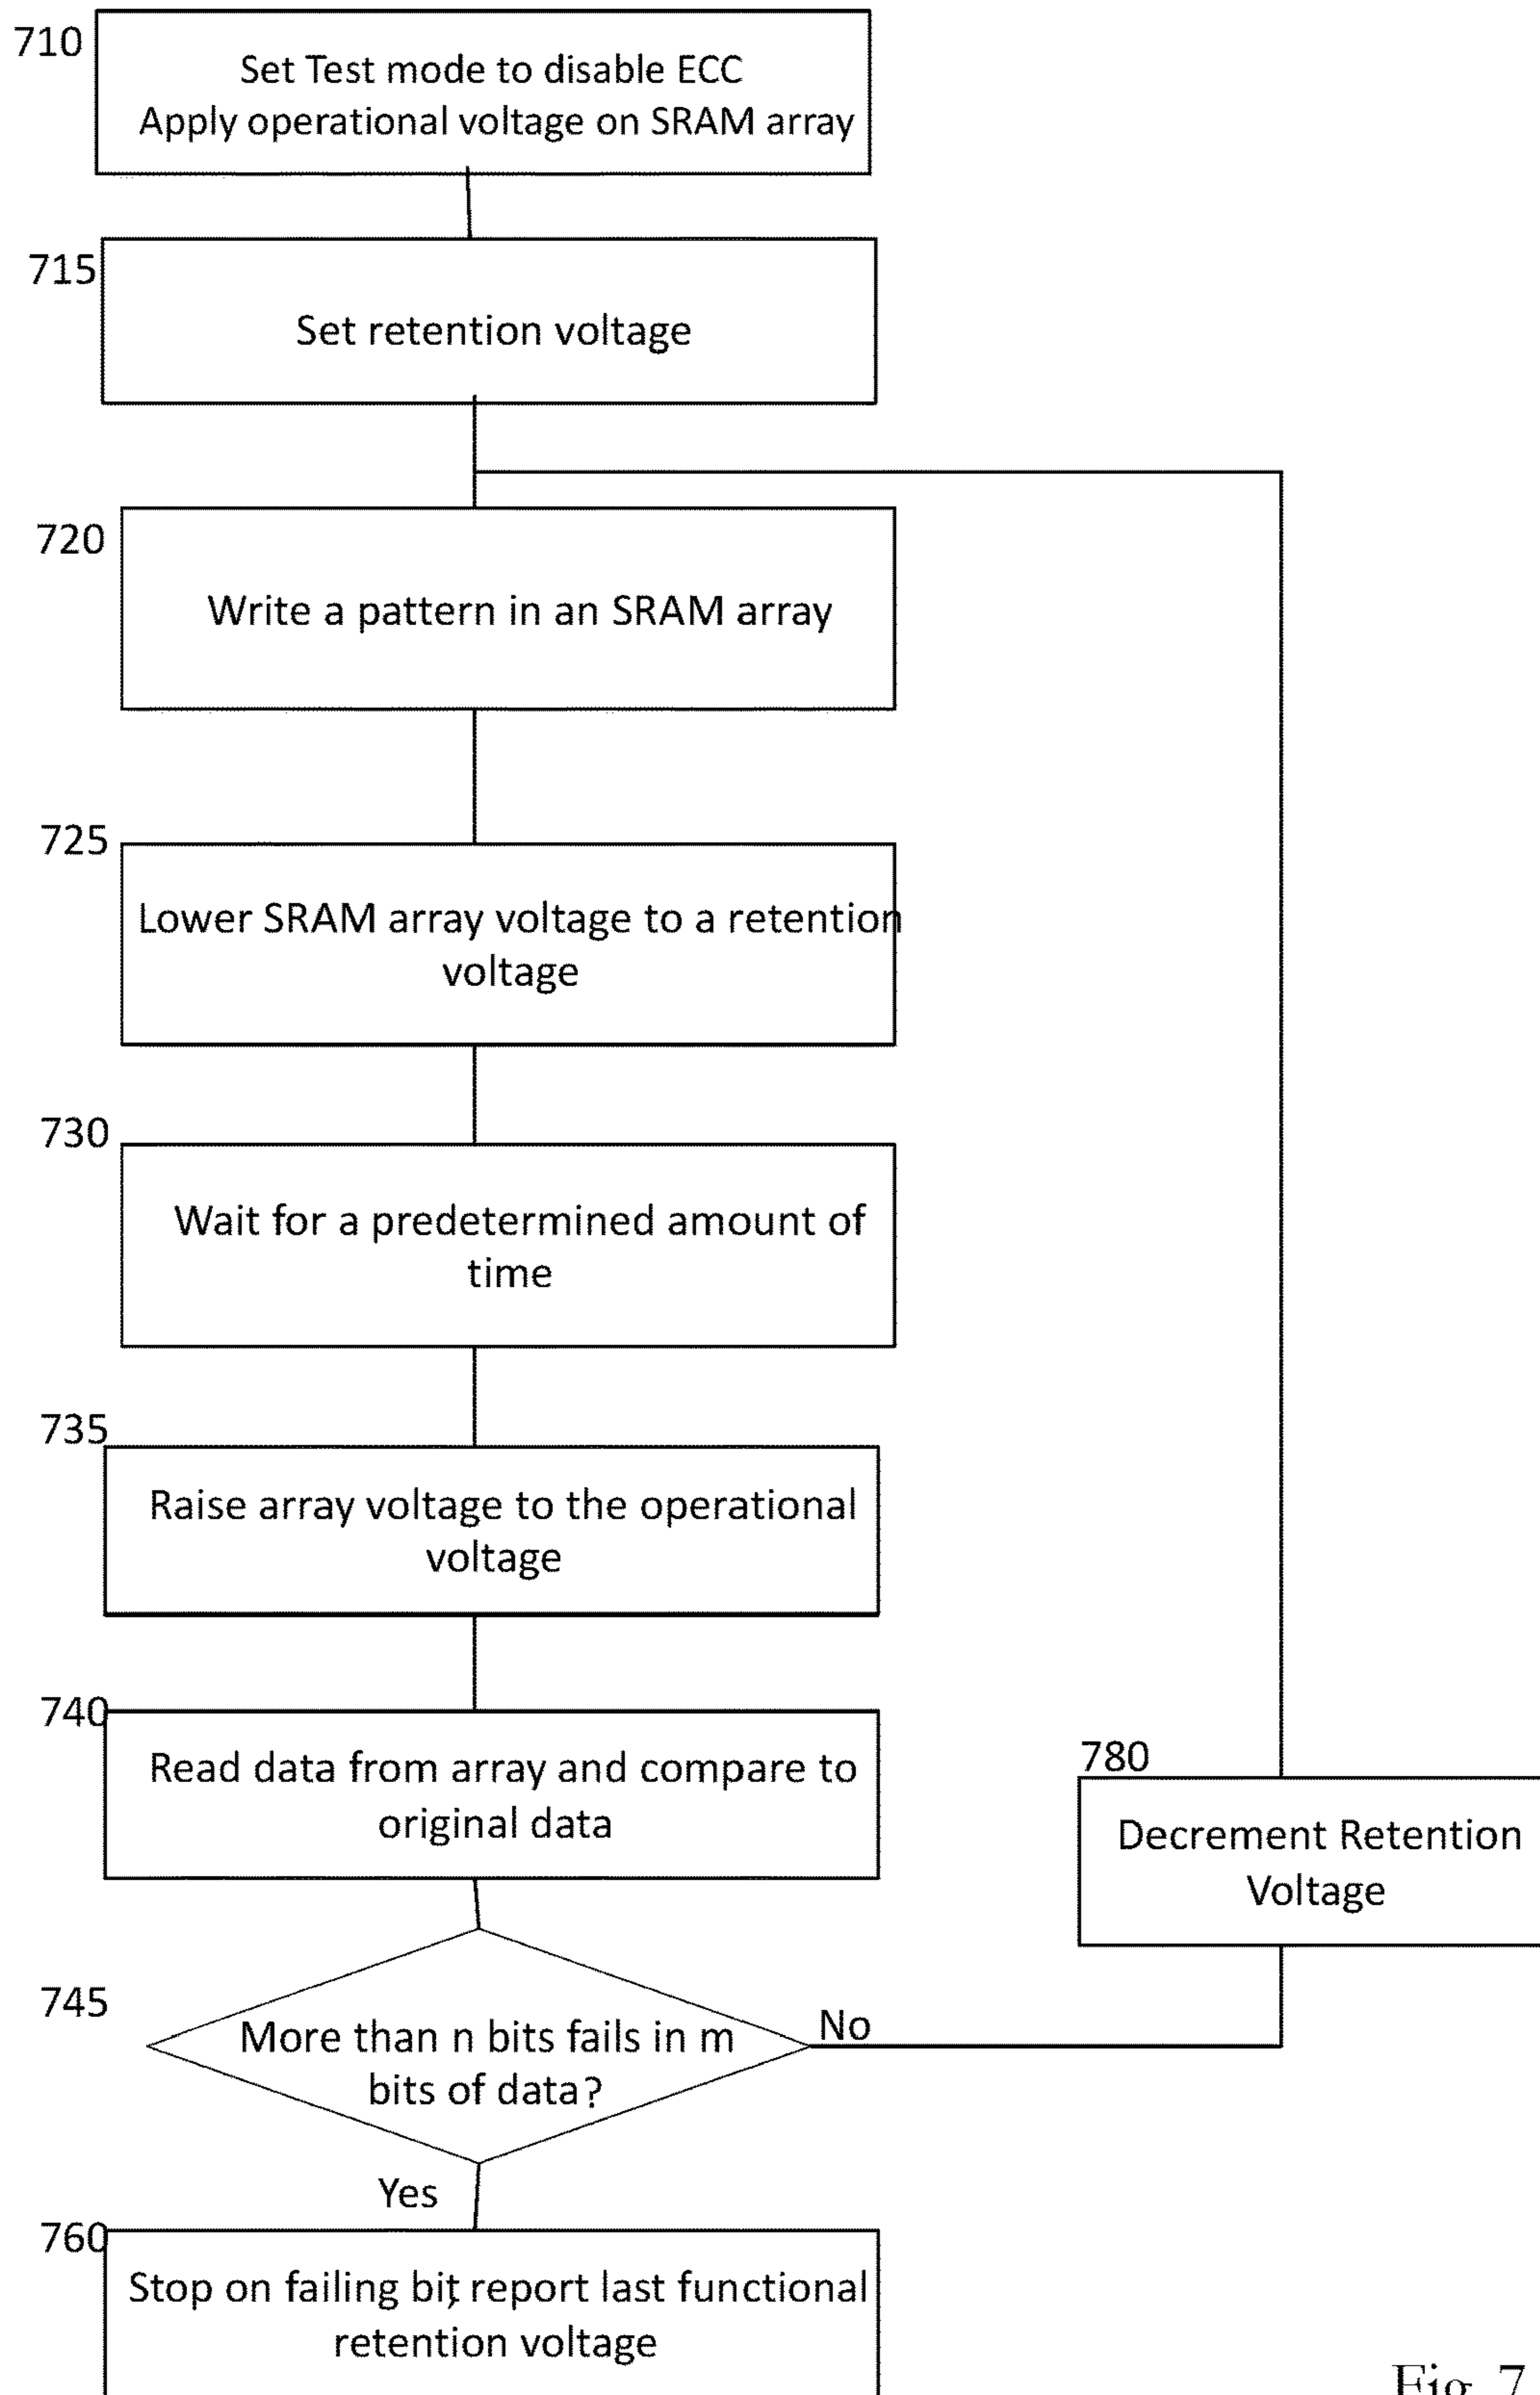 710
Set Test mode to disable ECC
Apply operational voltage on SRAM array
715
Set retention voltage
720
Write a pattern in an SRAM array
725
Lower SRAM array voltage to a retention
voltage
730
Wait for a predetermined amount of
time
735
Raise array voltage to the operational
voltage
740
Read data from array and compare to
original data
780
Decrement Retention
Voltage
745
More than n bits fails in m
bits of data?
No
Yes
760
Stop on failing bit, report last functional
retention voltage
Fig. 7